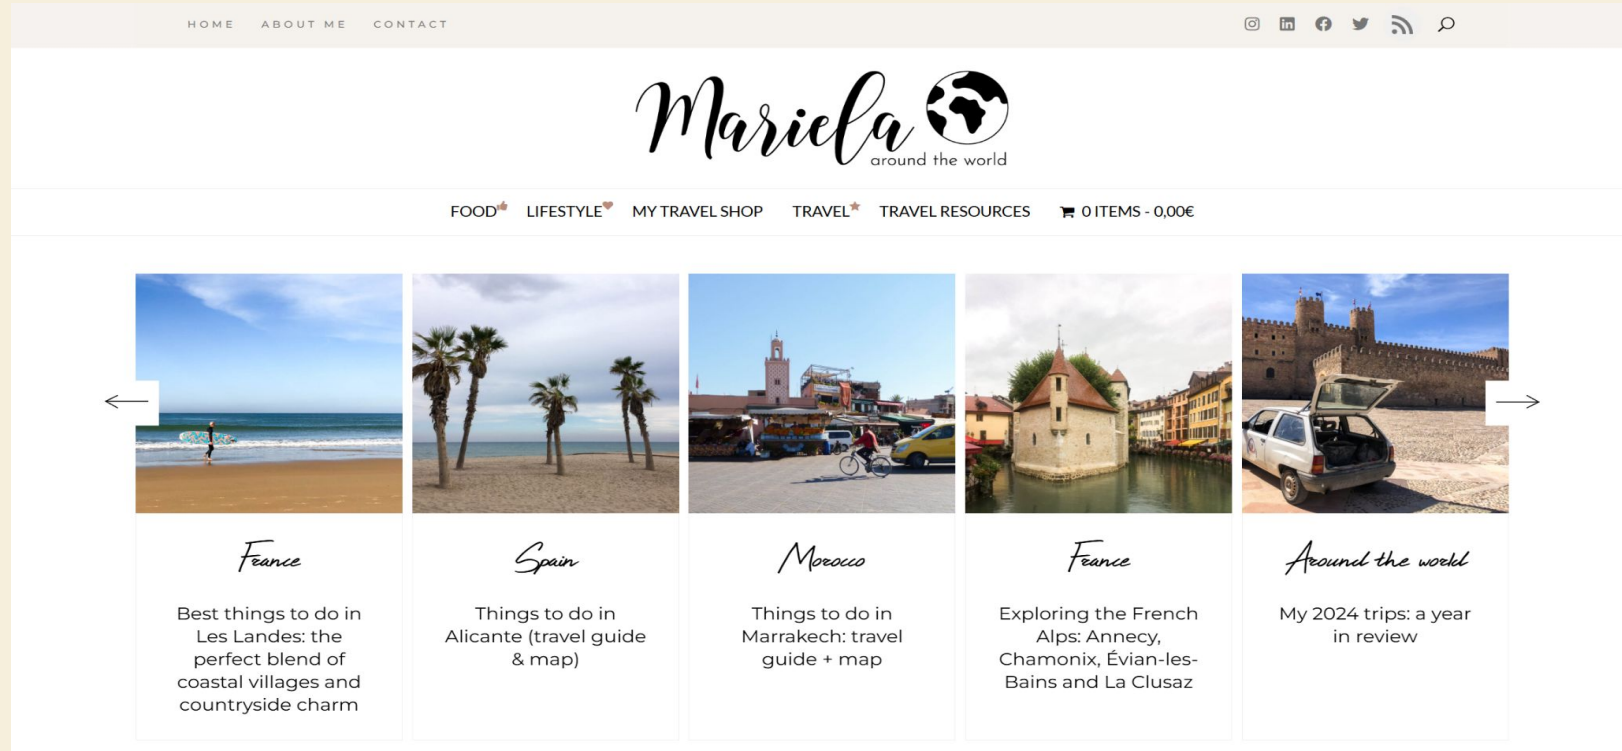 HOME ABOUT ME CONTACT
Mariela
around the world
FOOD LIFESTYLE MY TRAVEL SHOP TRAVEL TRAVEL RESOURCES 0 ITEMS - 0,00€
France
Best things to do in
Les Landes: the
perfect blend of
coastal villages and
countryside charm
Spain
Things to do in
Alicante (travel guide
& map)
Morocco
Things to do in
Marrakech: travel
guide + map
France
Exploring the French
Alps: Annecy,
Chamonix, Évian-les-
Bains and La Clusaz
Around the world
My 2024 trips: a year
in review